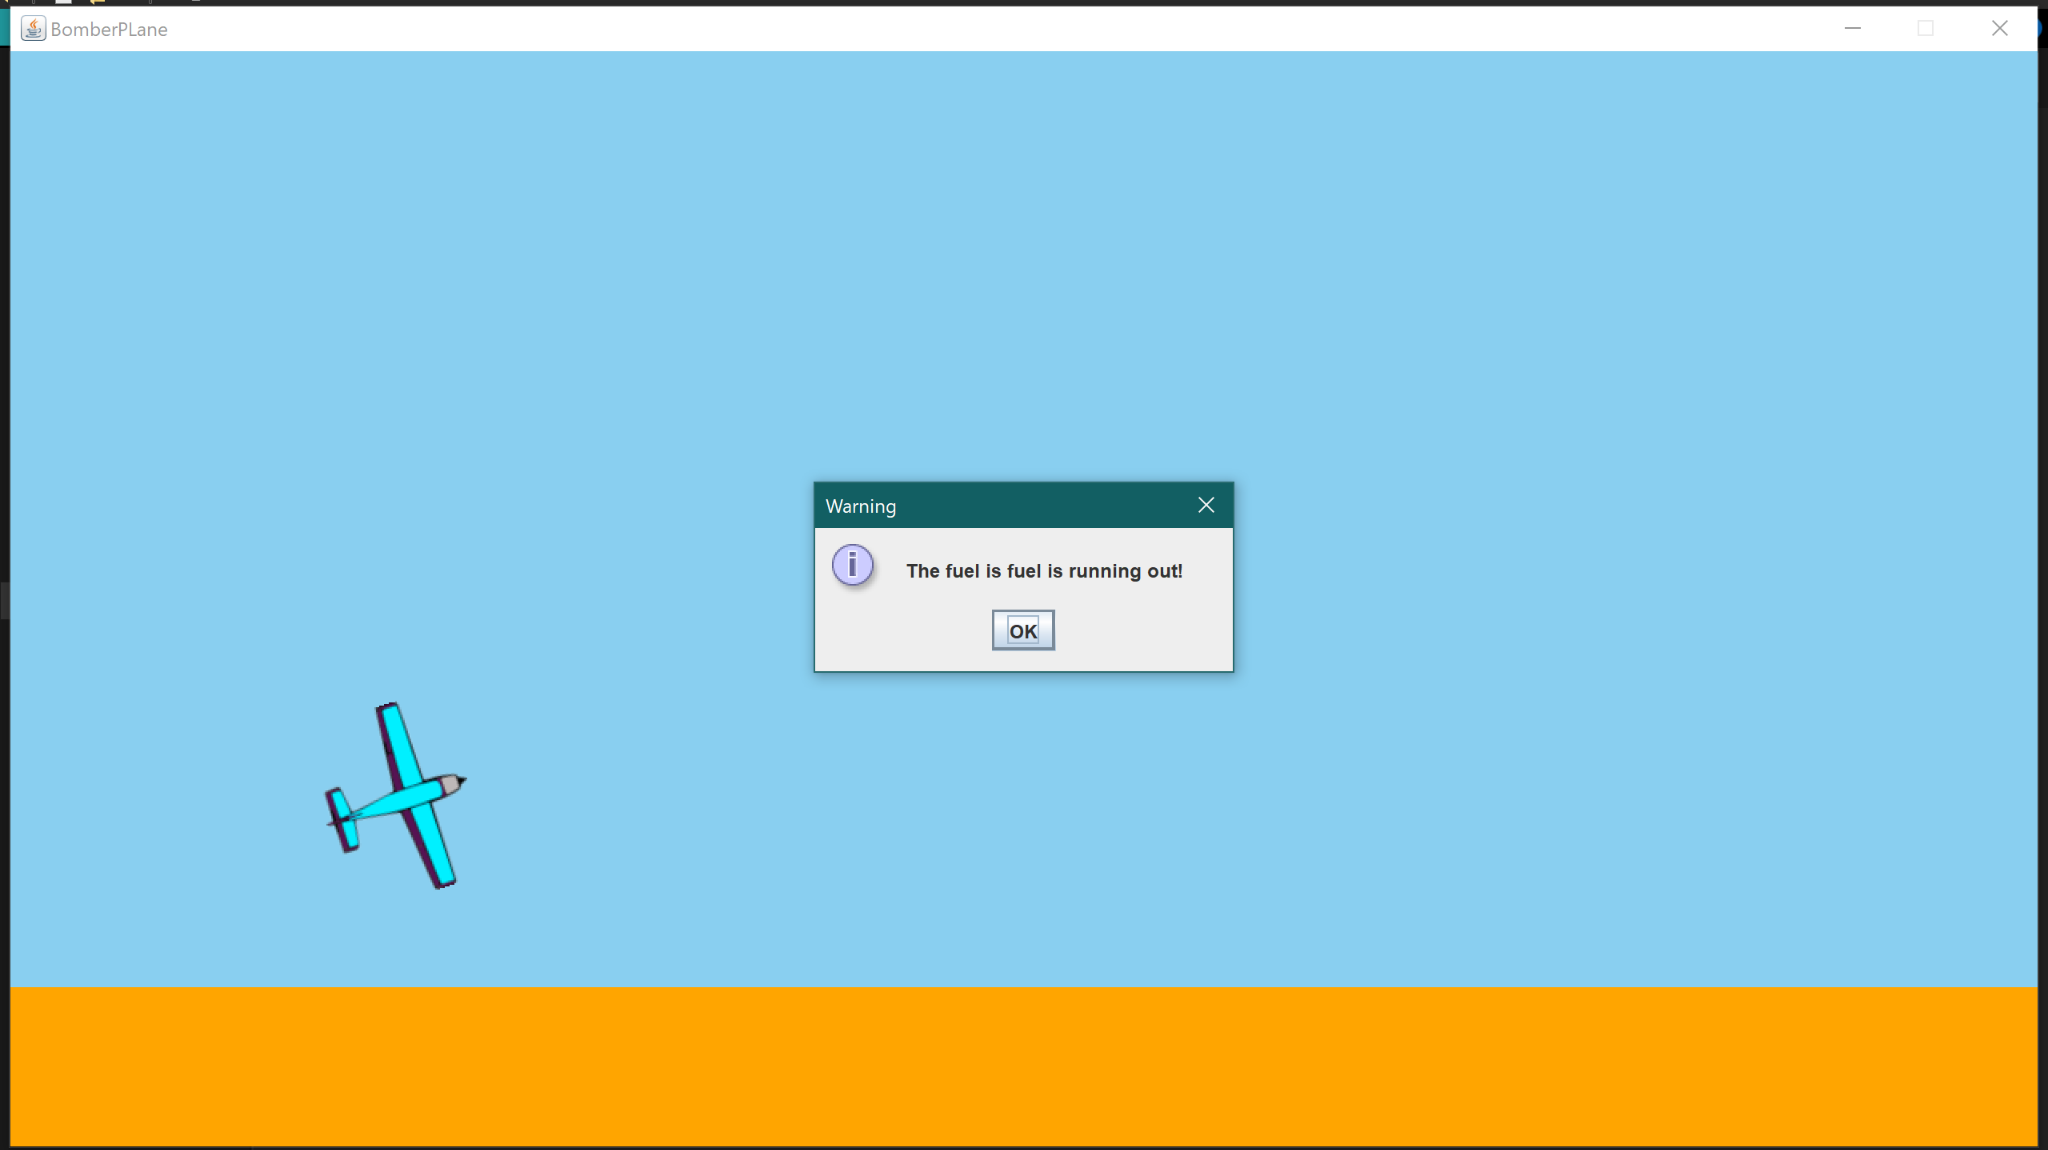 BomberPLane
Warning
The fuel is fuel is running out!
OK